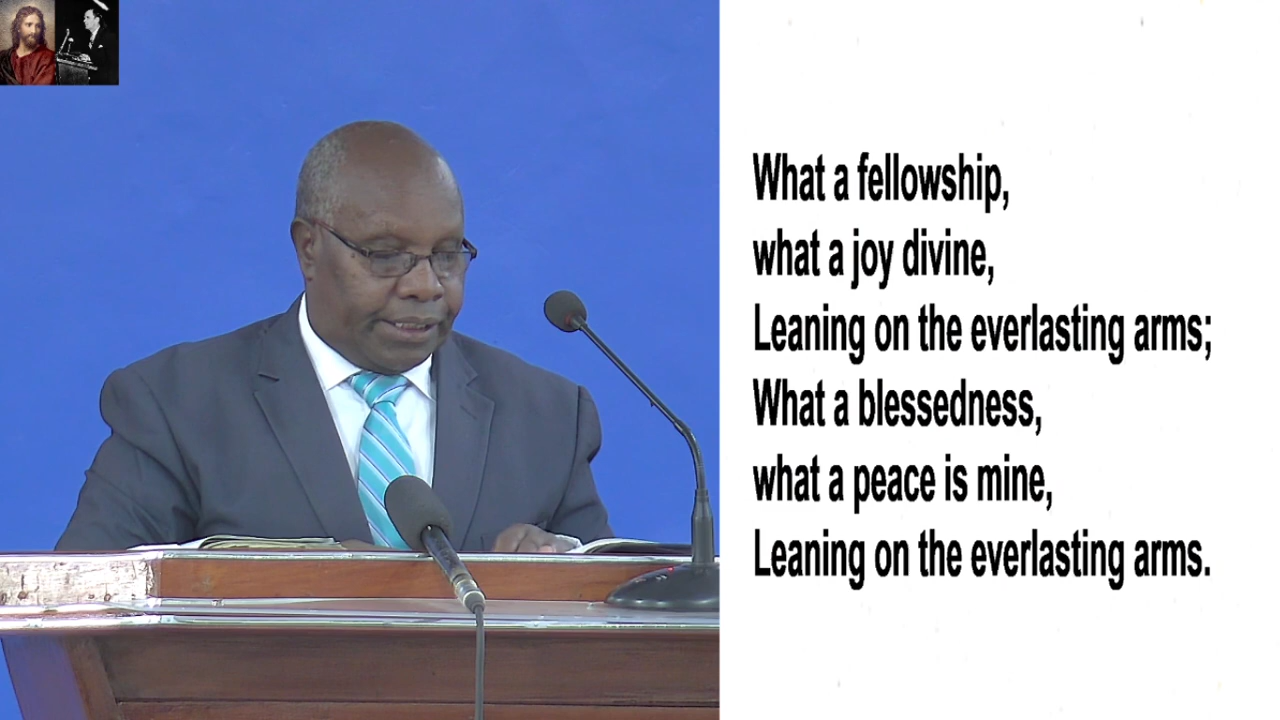 What a fellowship,
what a joy divine,
Leaning on the everlasting arms;
What a blessedness,
what a peace is mine,
Leaning on the everlasting arms.